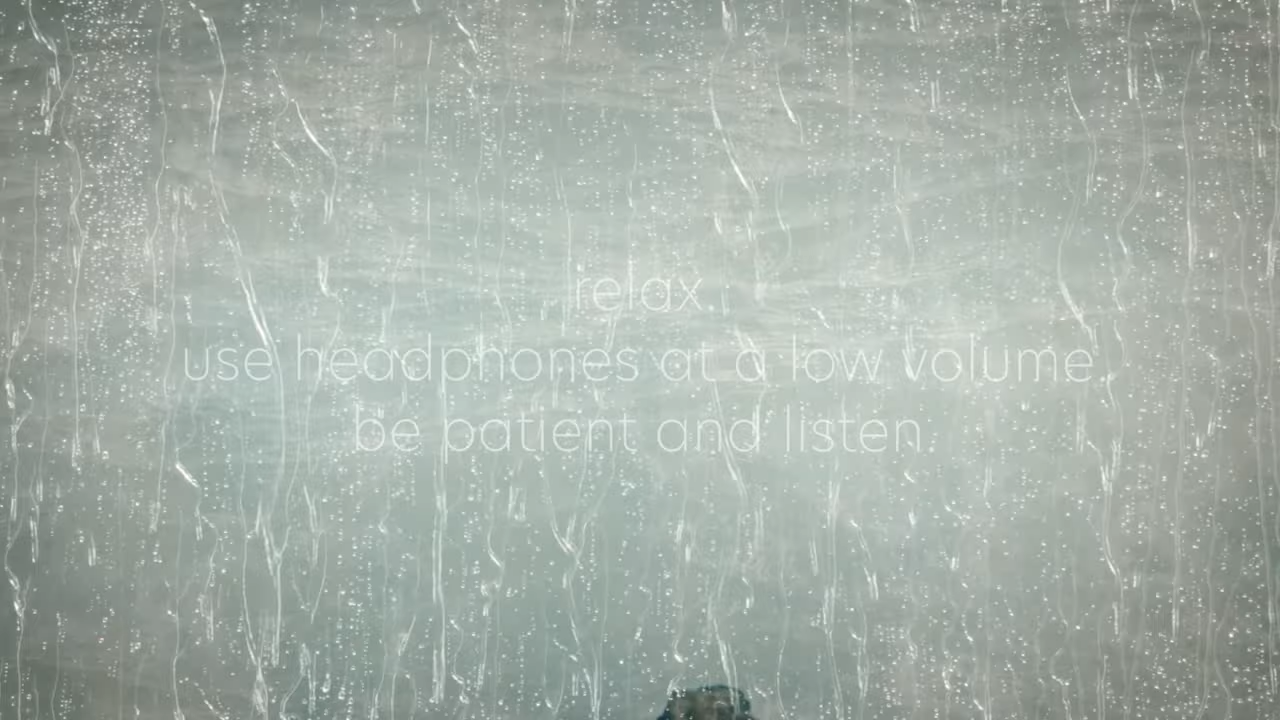 relax
use headphones at a low volume.
be patient and listen.